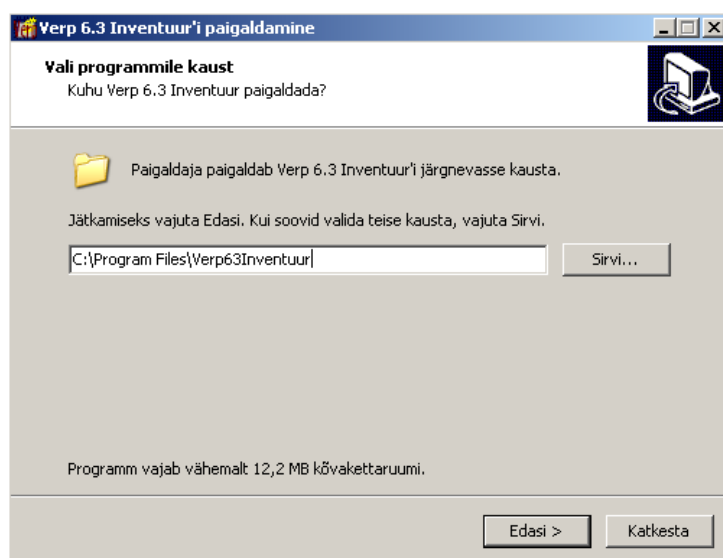 Verp 6.3 Inventuur'i paigaldamine
Vali programmile kaust
Kuhu Verp 6.3 Inventuur paigaldada?
Paigaldaja paigaldab Verp 6.3 Inventuur'i järgnevasse kausta.
Jätkamiseks vajuta Edasi. Kui soovid valida teise kausta, vajuta Sirvi.
C:\Program Files\Verp63Inventuur
Sirvi...
Programm vajab vähemalt 12,2 MB kõvakettaruumi.
Edasi >
Katkesta